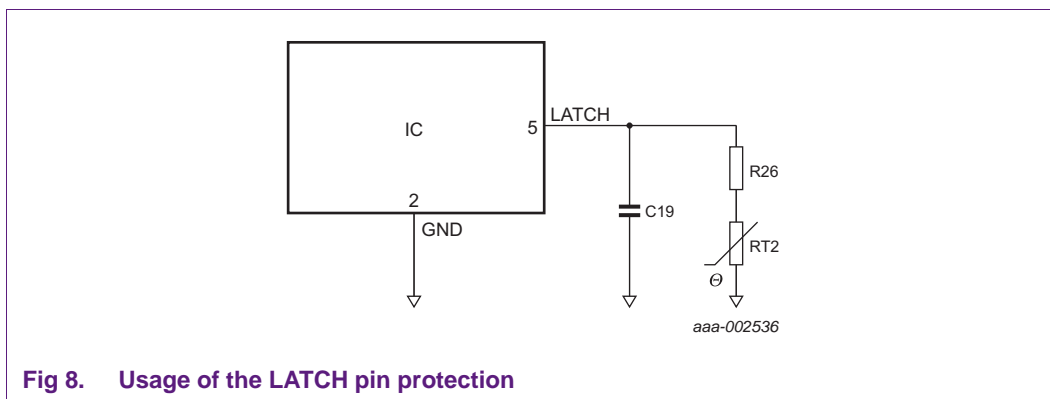 LATCH
5
IC
R26
2
C19
GND
RT2
Θ
aaa-002536
Fig 8. Usage of the LATCH pin protection